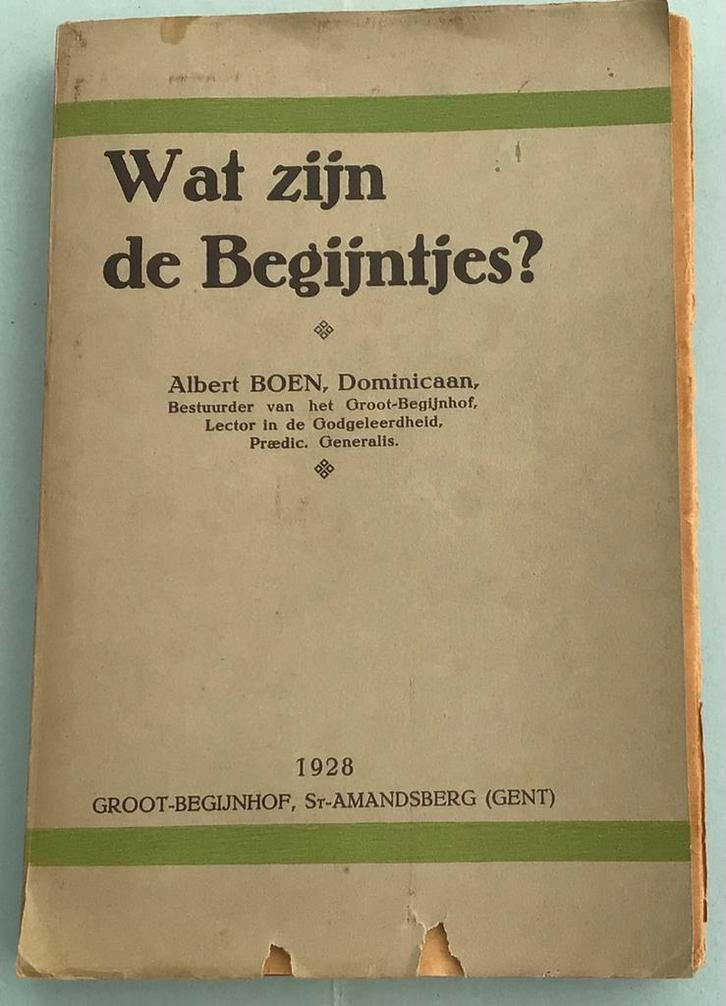 Wat zijn
de Begijntjes?
Albert BOEN, Dominicaan,
Bestuurder van het Groot-Begijnhof,
Lector in de Godgeleerdheid,
Prædic. Generalis.
1928
GROOT-BEGIJNHOF, ST-AMANDSBERG (GENT)